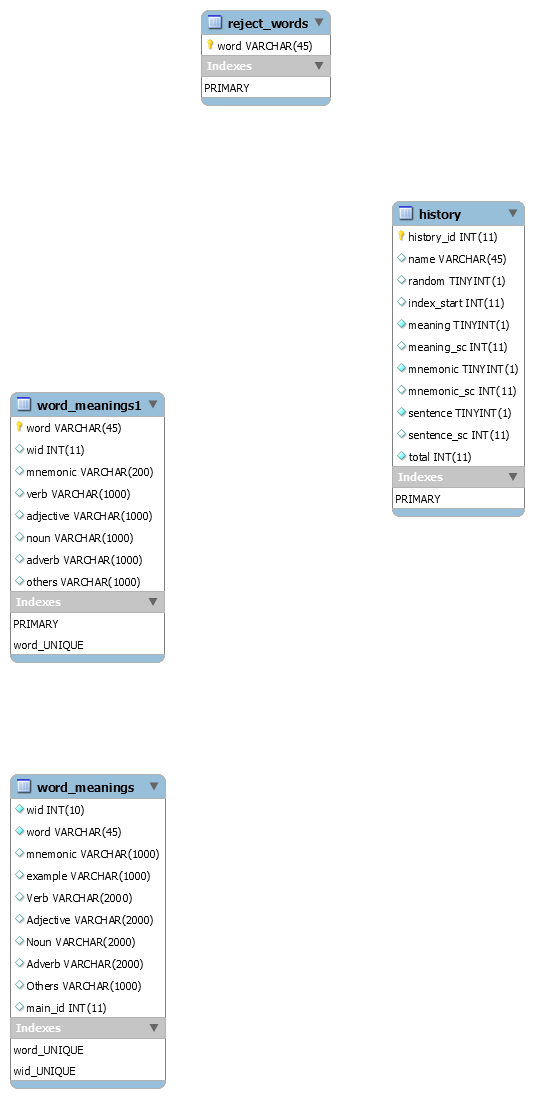 reject_words
word VARCHAR(45)
Indexes
PRIMARY
history
history_id INT(11)
name VARCHAR(45)
random TINYINT(1)
index_start INT(11)
meaning TINYINT(1)
meaning_sc INT(11)
mnemonic TINYINT(1)
mnemonic_sc INT(11)
sentence TINYINT(1)
sentence_sc INT(11)
total INT(11)
Indexes
PRIMARY
word_meanings1
word VARCHAR(45)
wid INT(11)
mnemonic VARCHAR(200)
verb VARCHAR(1000)
adjective VARCHAR(1000)
noun VARCHAR(1000)
adverb VARCHAR(1000)
others VARCHAR(1000)
Indexes
PRIMARY
word_UNIQUE
word_meanings
wid INT(10)
word VARCHAR(45)
mnemonic VARCHAR(1000)
example VARCHAR(1000)
Verb VARCHAR(2000)
Adjective VARCHAR(2000)
Noun VARCHAR(2000)
Adverb VARCHAR(2000)
Others VARCHAR(1000)
main_id INT(11)
Indexes
word_UNIQUE
wid_UNIQUE